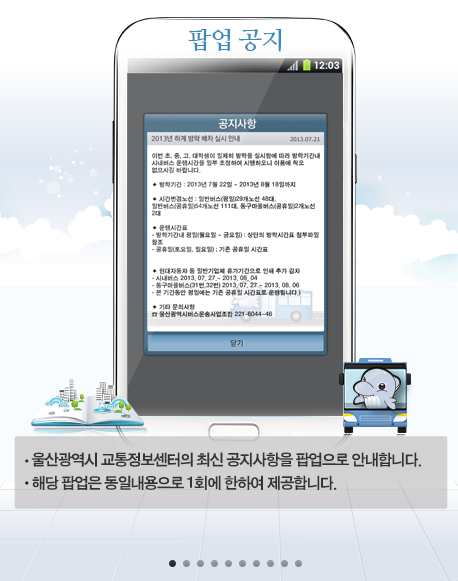 팝업 공지
12:03
공지사항
2013년 하계 방학 배차 실시 안내 2013.07.21
이번 초, 중, 고, 대학생이 일제히 방학을 실시함에 따라 방학기간내
시내버스 운행시간을 일부 조정하여 시행하오니 이용에 착오
없으시길 바랍니다.
◆ 방학기간 : 2013년 7월 22일 ~ 2013년 8월 18일까지
◆ 시간변경노선 : 일반버스(평일)29개노선 48대,
일반버스(공휴일)54개노선 111대, 동구마을버스(공휴일)2개노선
2대
◆ 운행시간표
- 방학기간내 평일(월요일 ~ 금요일) : 상단의 방학시간표 첨부파일
참조
- 공휴일(토요일, 일요일) : 기존 공휴일 시간표
◆ 현대자동차 등 일반기업체 휴가기간으로 인해 추가 감차
- 시내버스 2013. 07. 27.~ 2013. 08. 04
- 동구마을버스(31번,32번) 2013. 07. 27.~ 2013. 08. 06
- 본 기간동안 평일에는 기존 공휴일 시간표로 운행됩니다.)
◆ 기타 문의사항
☎ 울산광역시버스운송사업조합 221-6044~46
닫기
• 울산광역시 교통정보센터의 최신 공지사항을 팝업으로 안내합니다.
• 해당 팝업은 동일내용으로 1회에 한하여 제공합니다.